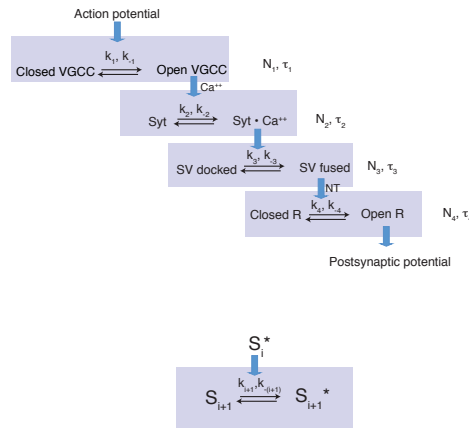 Action potential
k₁, k₋₁
Closed VGCC Open VGCC N₁, τ₁
Ca⁺⁺
k₂, k₋₂
Syt Syt • Ca⁺⁺ N₂, τ₂
k₃, k₋₃
SV docked SV fused N₃, τ₃
NT
k₄, k₋₄
Closed R Open R N₄, τ
Postsynaptic potential
Sᵢ*
kᵢ₊₁,k₋₍ᵢ₊₁₎
Sᵢ₊₁ Sᵢ₊₁*